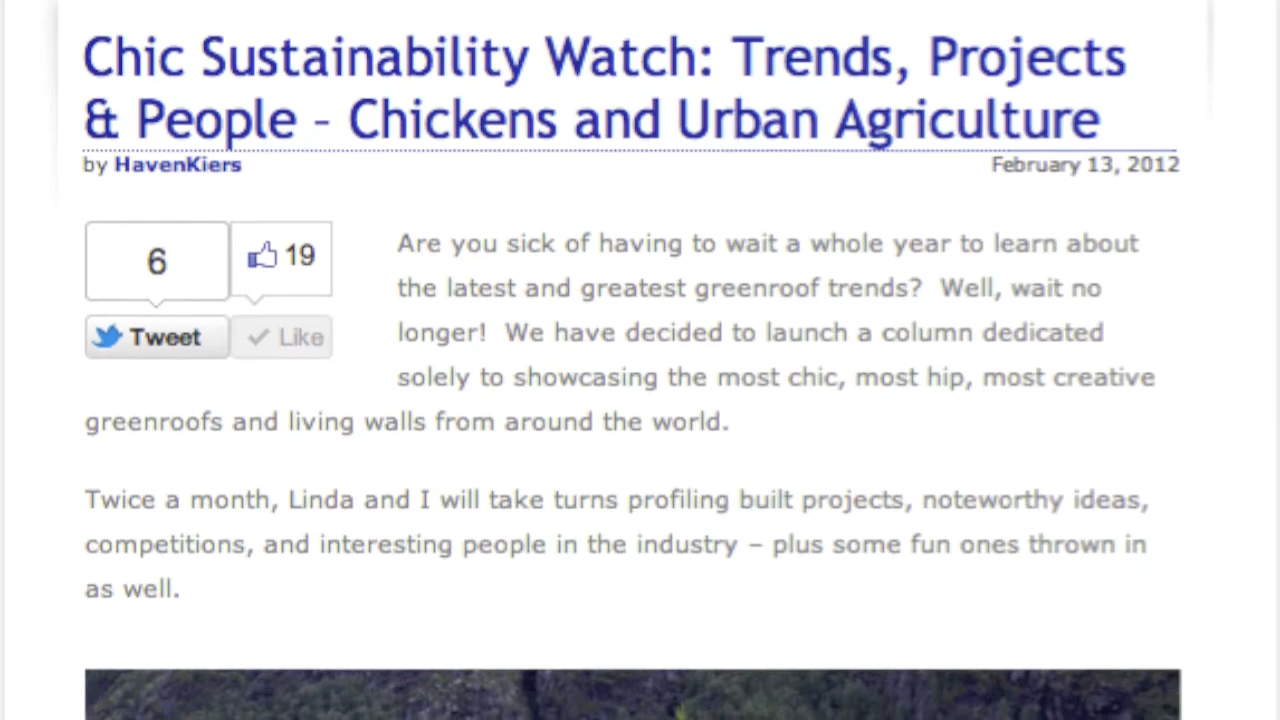 Chic Sustainability Watch: Trends, Projects
& People – Chickens and Urban Agriculture
by HavenKiers
February 13, 2012
6
19
Tweet
Like
Are you sick of having to wait a whole year to learn about
the latest and greatest greenroof trends?  Well, wait no
longer!  We have decided to launch a column dedicated
solely to showcasing the most chic, most hip, most creative
greenroofs and living walls from around the world.
Twice a month, Linda and I will take turns profiling built projects, noteworthy ideas,
competitions, and interesting people in the industry – plus some fun ones thrown in
as well.